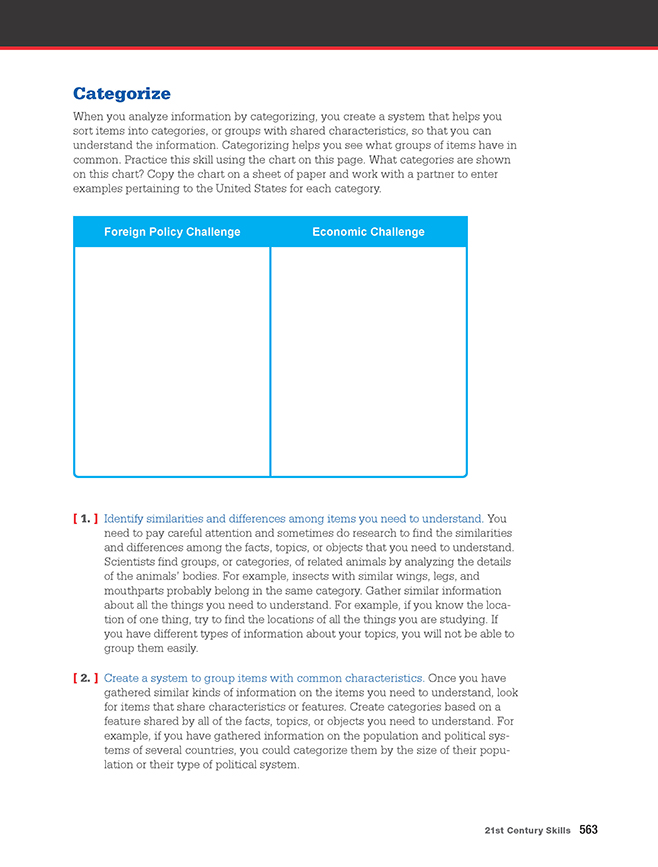 Categorize
When you analyze information by categorizing, you create a system that helps you
sort items into categories, or groups with shared characteristics, so that you can
understand the information. Categorizing helps you see what groups of items have in
common. Practice this skill using the chart on this page. What categories are shown
on this chart? Copy the chart on a sheet of paper and work with a partner to enter
examples pertaining to the United States for each category.
Foreign Policy Challenge Economic Challenge
[ 1. ] Identify similarities and differences among items you need to understand. You
need to pay careful attention and sometimes do research to find the similarities
and differences among the facts, topics, or objects that you need to understand.
Scientists find groups, or categories, of related animals by analyzing the details
of the animals’ bodies. For example, insects with similar wings, legs, and
mouthparts probably belong in the same category. Gather similar information
about all the things you need to understand. For example, if you know the loca-
tion of one thing, try to find the locations of all the things you are studying. If
you have different types of information about your topics, you will not be able to
group them easily.
[ 2. ] Create a system to group items with common characteristics. Once you have
gathered similar kinds of information on the items you need to understand, look
for items that share characteristics or features. Create categories based on a
feature shared by all of the facts, topics, or objects you need to understand. For
example, if you have gathered information on the population and political sys-
tems of several countries, you could categorize them by the size of their popu-
lation or their type of political system.
21st Century Skills 563